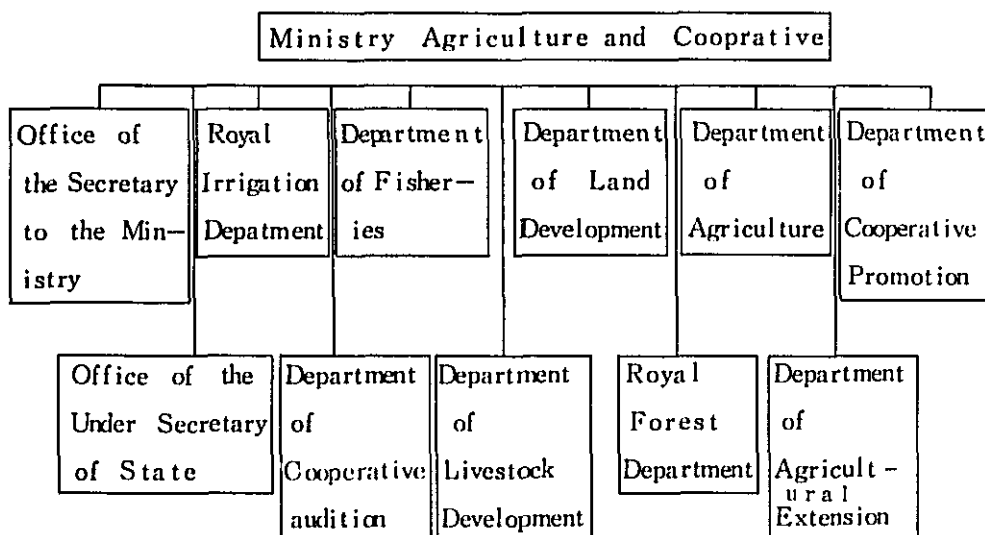 Ministry Agriculture and Cooprative
Office of
the Secretary
to the Min-
istry
Royal
Irrigation
Depatment
Department
of Fisher-
ies
Department
of Land
Development
Department
of
Agriculture
Department
of
Cooperative
Promotion
Office of the
Under Secretary
of State
Department
of
Cooperative
audition
Department
of
Livestock
Development
Royal
Forest
Department
Department
of
Agricult-
ural
Extension